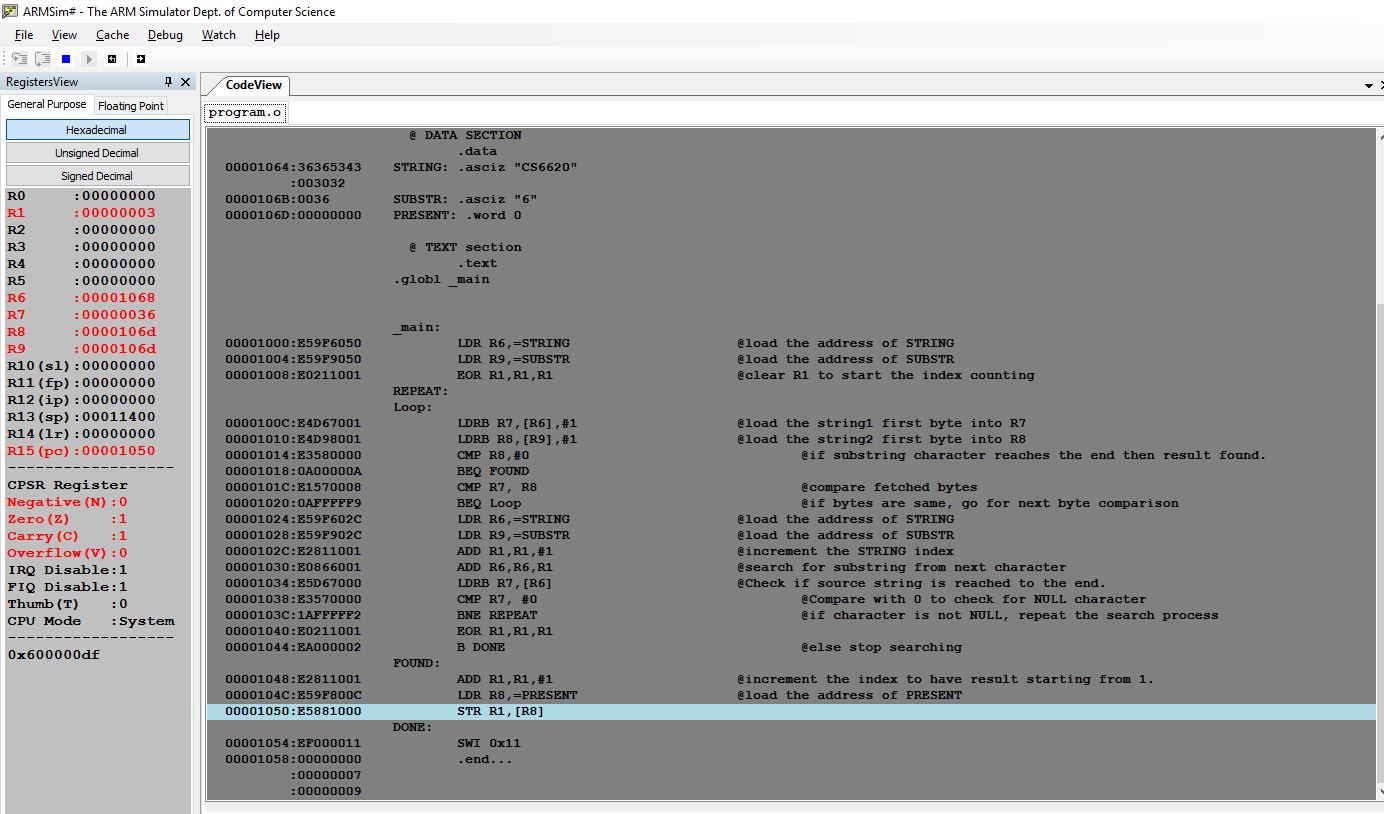 ARMSim# - The ARM Simulator Dept. of Computer Science
File View Cache Debug Watch Help
RegistersView
General Purpose Floating Point
Hexadecimal
Unsigned Decimal
Signed Decimal
R0 :00000000
R1 :00000003
R2 :00000000
R3 :00000000
R4 :00000000
R5 :00000000
R6 :00001068
R7 :00000036
R8 :0000106d
R9 :0000106d
R10(sl):00000000
R11(fp):00000000
R12(ip):00000000
R13(sp):00011400
R14(lr):00000000
R15(pc):00001050
------------------
CPSR Register
Negative(N):0
Zero(Z) :1
Carry(C) :1
Overflow(V):0
IRQ Disable:1
FIQ Disable:1
Thumb(T) :0
CPU Mode :System
------------------
0x600000df
CodeView
program.o
@ DATA SECTION
.data
00001064:36365343 STRING: .asciz "CS6620"
:003032
0000106B:0036 SUBSTR: .asciz "6"
0000106D:00000000 PRESENT: .word 0
@ TEXT section
.text
.globl _main
_main:
00001000:E59F6050 LDR R6,=STRING @load the address of STRING
00001004:E59F9050 LDR R9,=SUBSTR @load the address of SUBSTR
00001008:E0211001 EOR R1,R1,R1 @clear R1 to start the index counting
REPEAT:
Loop:
0000100C:E4D67001 LDRB R7,[R6],#1 @load the string1 first byte into R7
00001010:E4D98001 LDRB R8,[R9],#1 @load the string2 first byte into R8
00001014:E3580000 CMP R8,#0 @if substring character reaches the end then result found.
00001018:0A00000A BEQ FOUND
0000101C:E1570008 CMP R7, R8 @compare fetched bytes
00001020:0AFFFFF9 BEQ Loop @if bytes are same, go for next byte comparison
00001024:E59F602C LDR R6,=STRING @load the address of STRING
00001028:E59F902C LDR R9,=SUBSTR @load the address of SUBSTR
0000102C:E2811001 ADD R1,R1,#1 @increment the STRING index
00001030:E0866001 ADD R6,R6,R1 @search for substring from next character
00001034:E5D67000 LDRB R7,[R6] @Check if source string is reached to the end.
00001038:E3570000 CMP R7, #0 @Compare with 0 to check for NULL character
0000103C:1AFFFFF2 BNE REPEAT @if character is not NULL, repeat the search process
00001040:E0211001 EOR R1,R1,R1
00001044:EA000002 B DONE @else stop searching
FOUND:
00001048:E2811001 ADD R1,R1,#1 @increment the index to have result starting from 1.
0000104C:E59F800C LDR R8,=PRESENT @load the address of PRESENT
00001050:E5881000 STR R1,[R8]
DONE:
00001054:EF000011 SWI 0x11
00001058:00000000 .end...
:00000007
:00000009